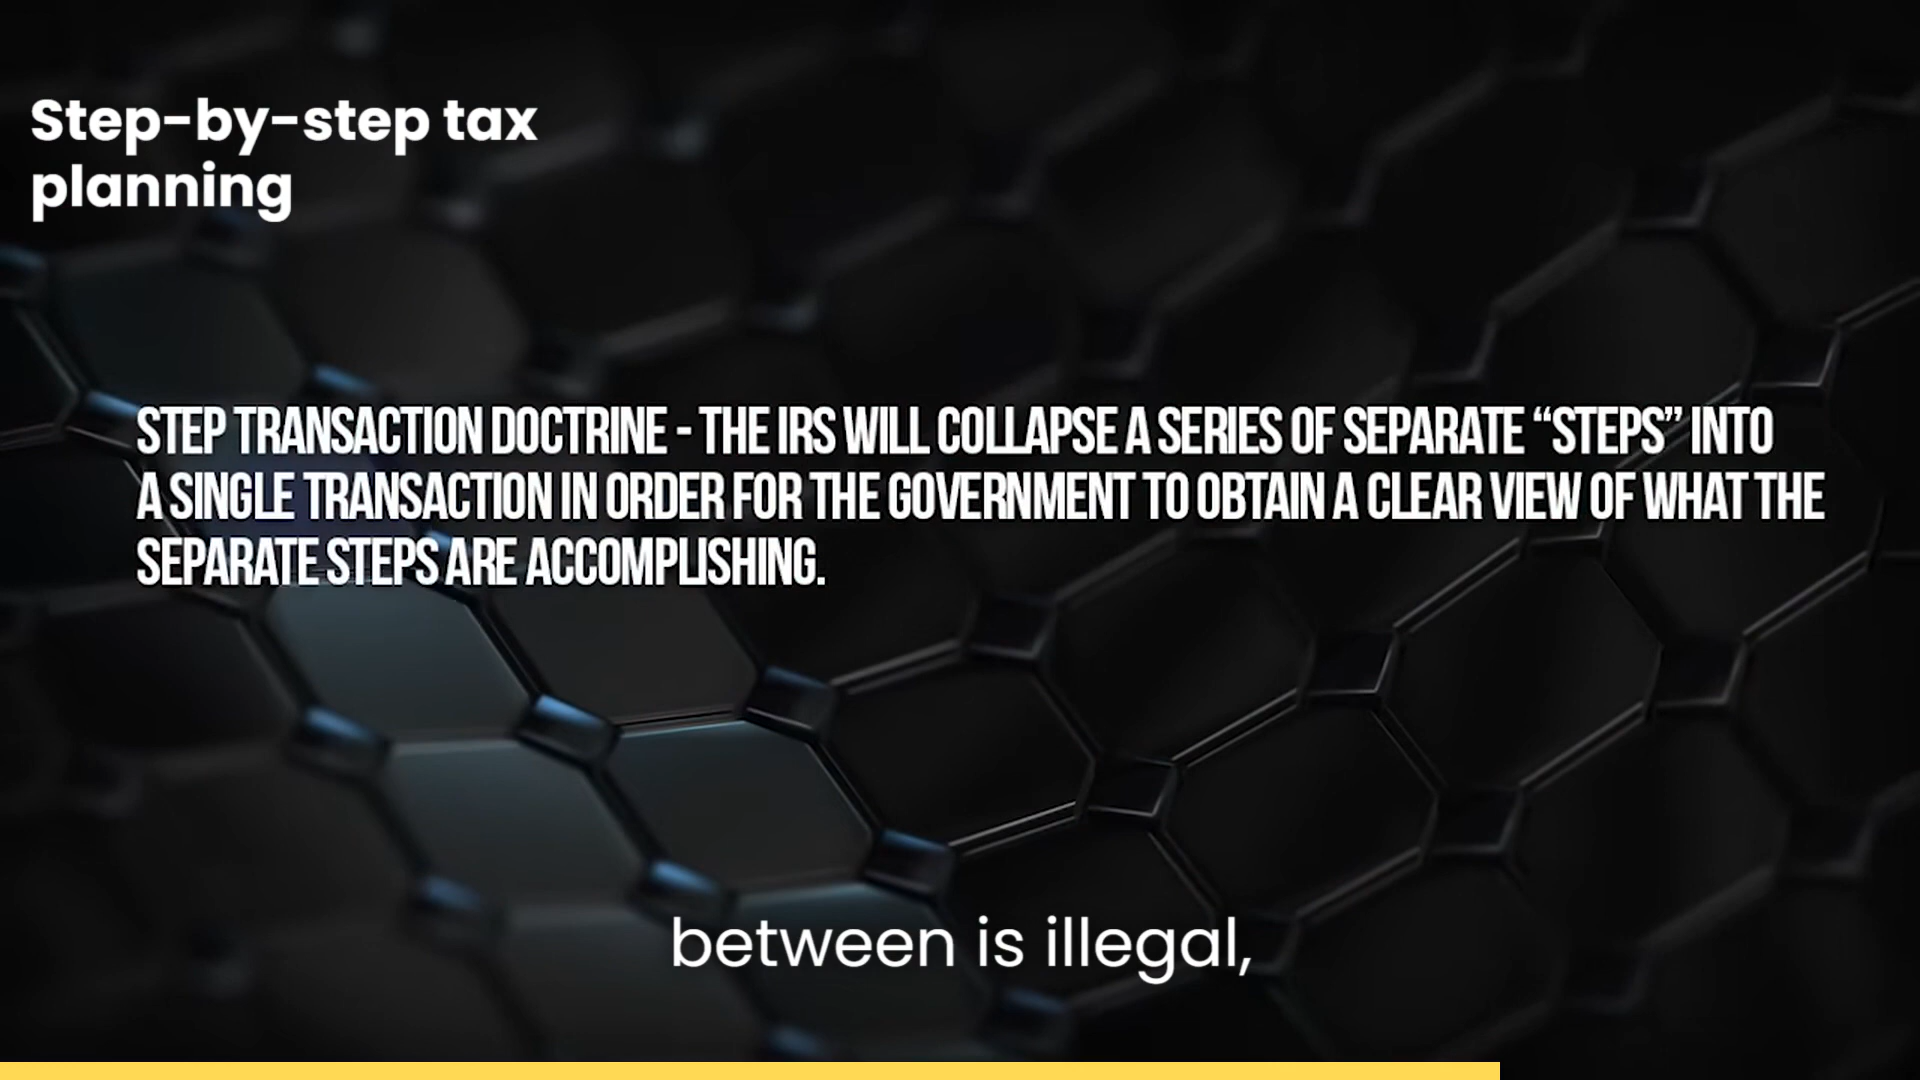 Step-by-step tax
planning
STEP TRANSACTION DOCTRINE - THE IRS WILL COLLAPSE A SERIES OF SEPARATE “STEPS” INTO
A SINGLE TRANSACTION IN ORDER FOR THE GOVERNMENT TO OBTAIN A CLEAR VIEW OF WHAT THE
SEPARATE STEPS ARE ACCOMPLISHING.
between is illegal,